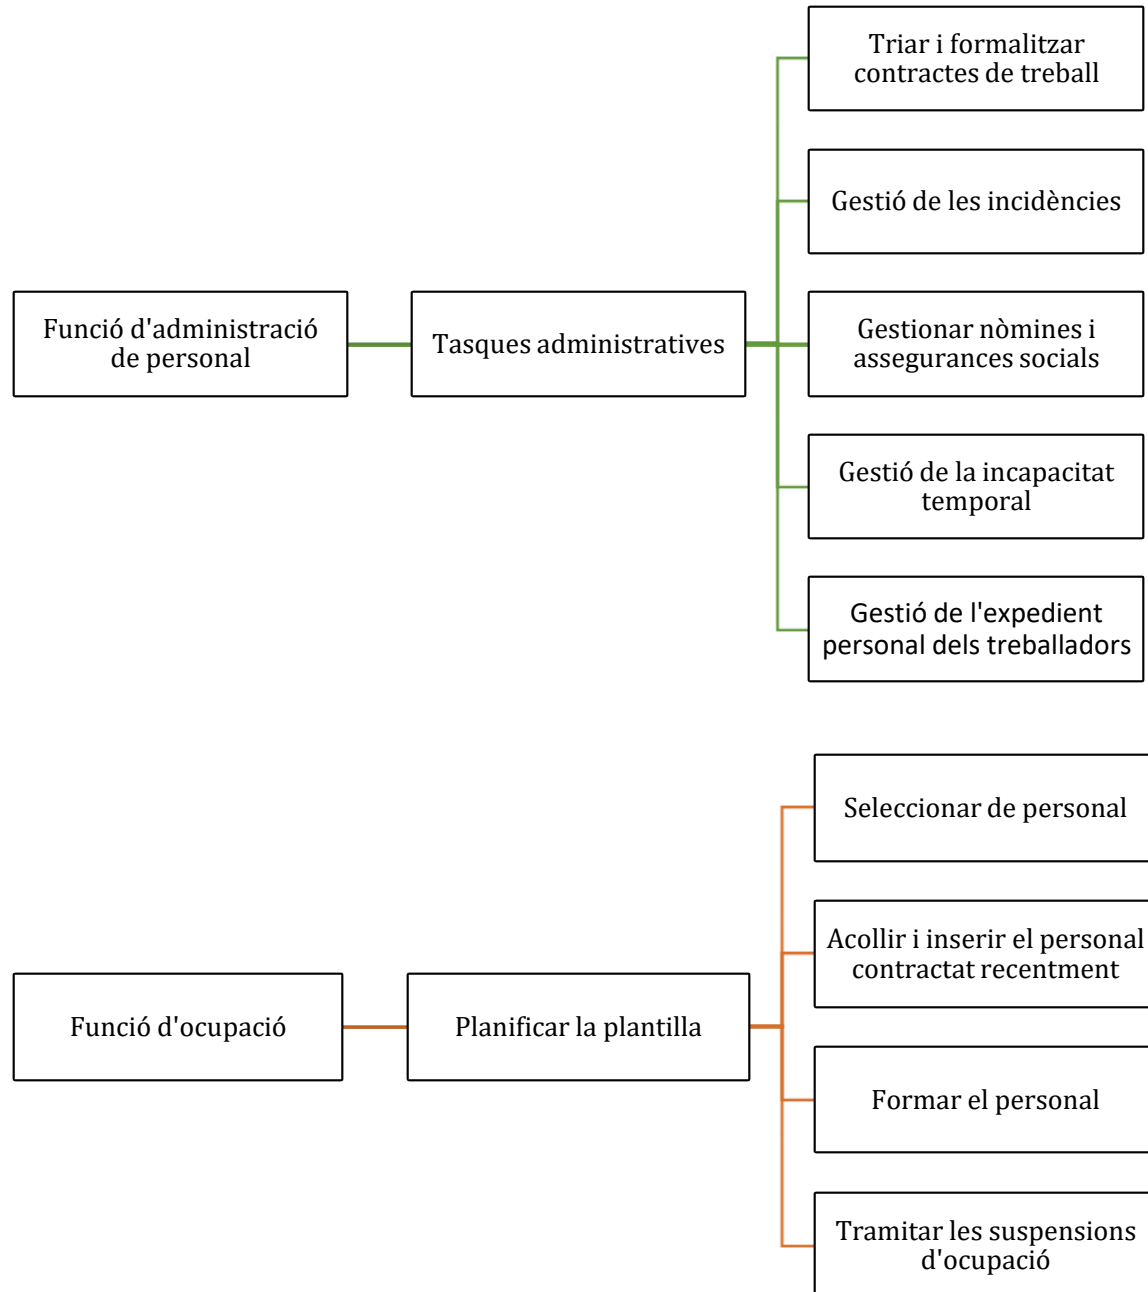 Triar i formalitzar
contractes de treball
Gestió de les incidències
Funció d'administració
de personal
Tasques administratives
Gestionar nòmines i
assegurances socials
Gestió de la incapacitat
temporal
Gestió de l'expedient
personal dels treballadors
Seleccionar de personal
Acollir i inserir el personal
contractat recentment
Funció d'ocupació
Planificar la plantilla
Formar el personal
Tramitar les suspensions
d'ocupació